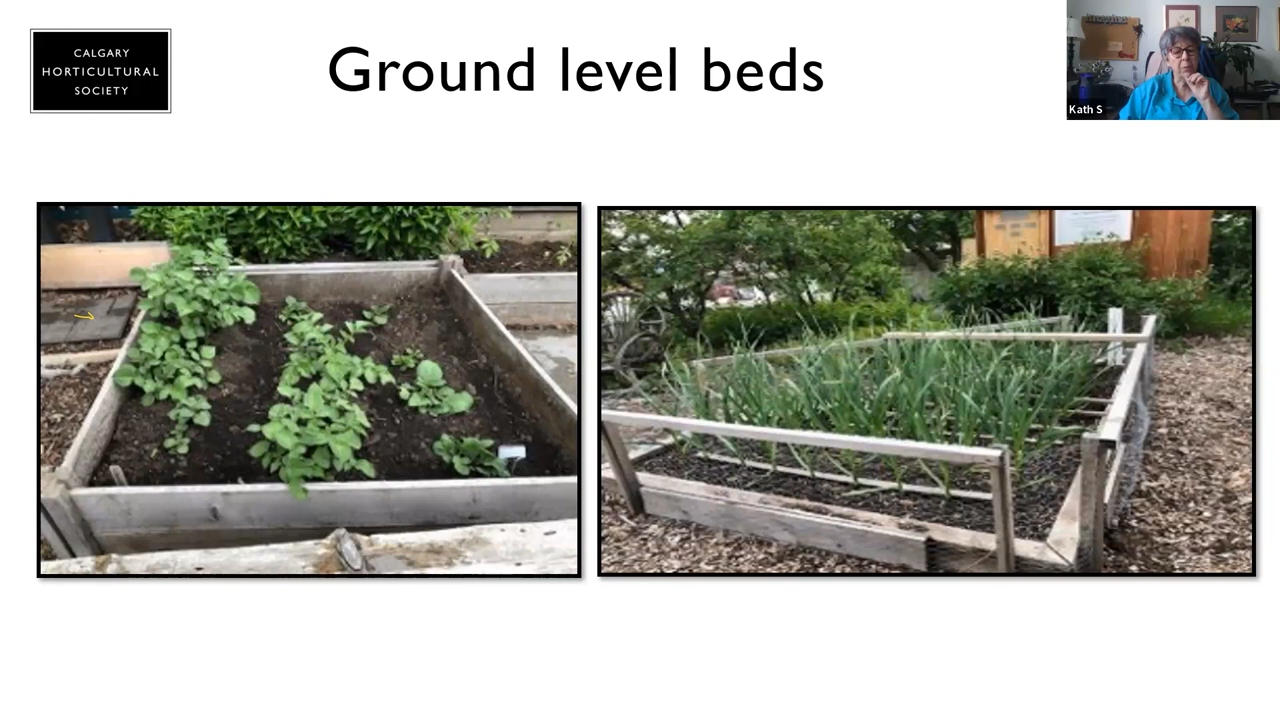 CALGARY
HORTICULTURAL
SOCIETY
Ground level beds
Kath S